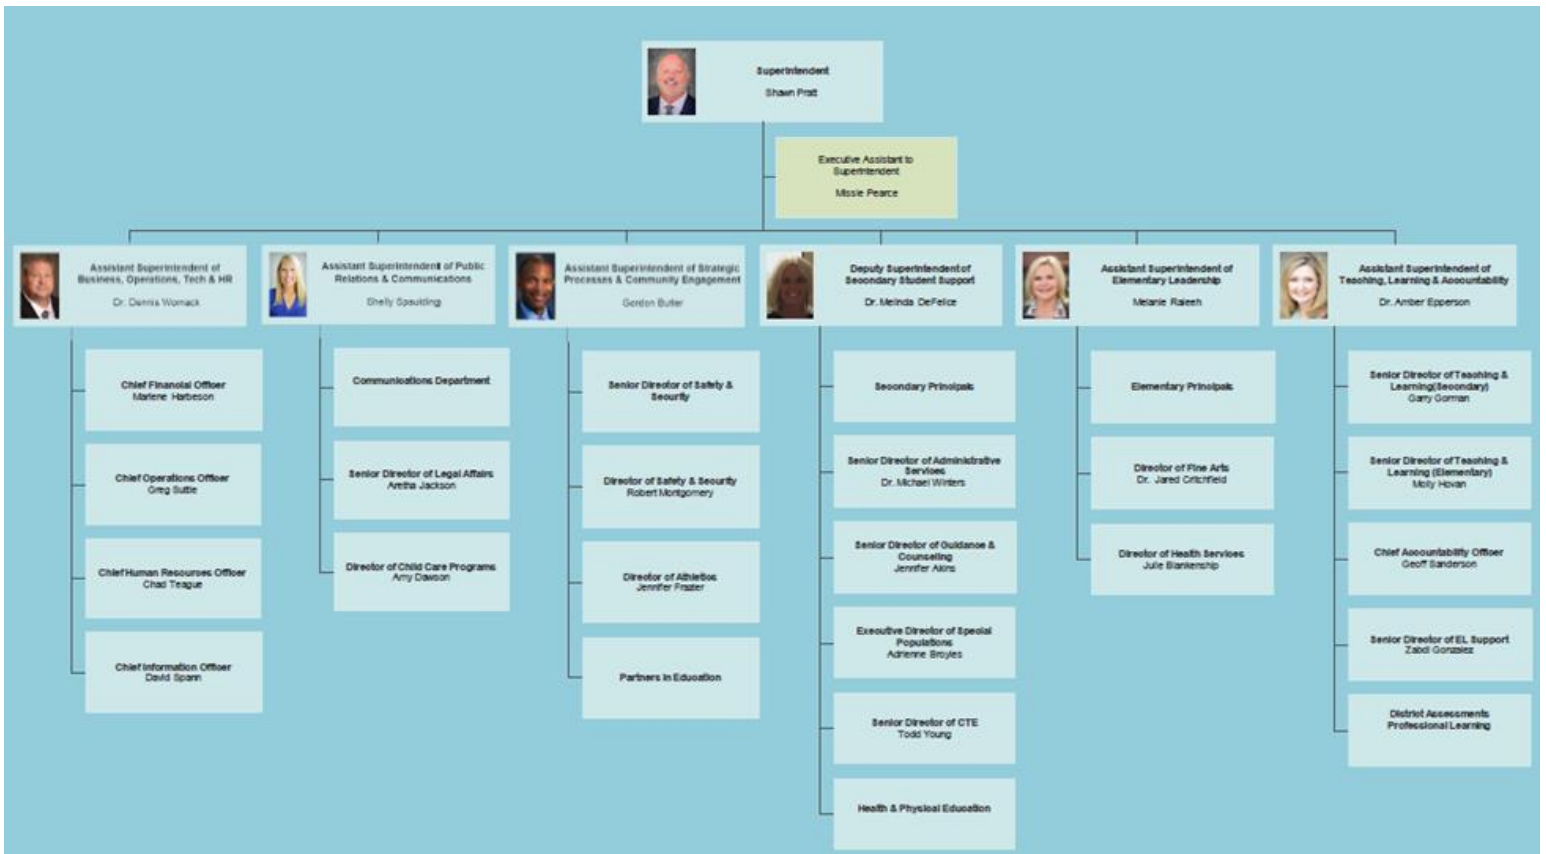 Superintendent
Shawn Pratt
Executive Assistant to
Superintendent
Missie Pearce
Assistant Superintendent of
Business, Operations, Tech & HR
Dr. Dennis Womack
Assistant Superintendent of Public
Relations & Communications
Shelly Spaulding
Assistant Superintendent of Strategic
Processes & Community Engagement
Gordon Butler
Deputy Superintendent of
Secondary Student Support
Dr. Melinda DeFelice
Assistant Superintendent of
Elementary Leadership
Melanie
Assistant Superintendent of
Teaching, Learning & Accountability
Dr. Amber Epperson
Chief Financial Officer
Marlene Harbeson
Chief Operations Officer
Greg Suttle
Chief Human Resources Officer
Chad Teague
Chief Information Officer
David Spann
Communications Department
Senior Director of Legal Affairs
Aretha Jackson
Director of Child Care Programs
Amy Dawson
Senior Director of Safety &
Security
Director of Safety & Security
Robert Montgomery
Director of Athletics
Jennifer Frazier
Partners in Education
Secondary Principals
Senior Director of Administrative
Services
Dr. Michael Winters
Senior Director of Guidance &
Counseling
Jennifer Akins
Executive Director of Special
Populations
Adrienne Broyles
Senior Director of CTE
Todd Young
Health & Physical Education
Elementary Principals
Director of Fine Arts
Dr. Jared Critchfield
Director of Health Services
Julie Blankenship
Senior Director of Teaching &
Learning(Secondary)
Garry Gorman
Senior Director of Teaching &
Learning (Elementary)
Molly Hovan
Chief Accountability Officer
Geoff Sanderson
Senior Director of EL Support
Zabdi Gonzalez
District Assessments
Professional Learning